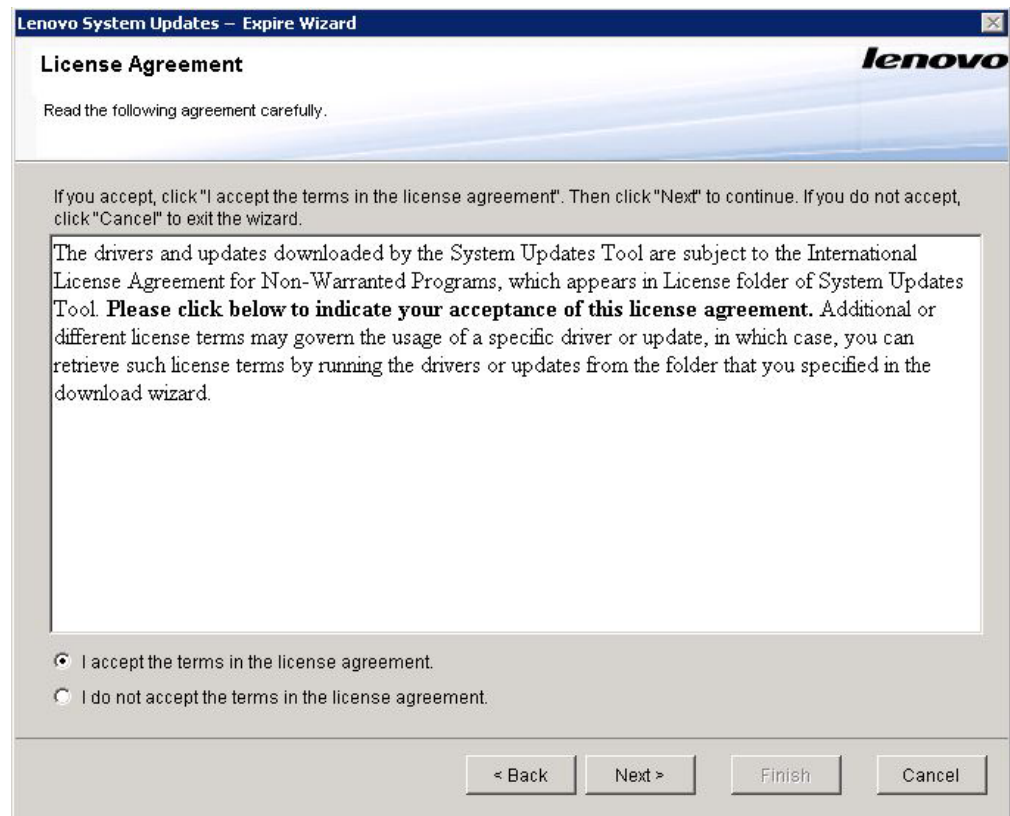 Lenovo System Updates – Expire Wizard
License Agreement
lenovo
Read the following agreement carefully.
If you accept, click "I accept the terms in the license agreement". Then click "Next" to continue. If you do not accept,
click "Cancel" to exit the wizard.
The drivers and updates downloaded by the System Updates Tool are subject to the International
License Agreement for Non-Warranted Programs, which appears in License folder of System Updates
Tool. Please click below to indicate your acceptance of this license agreement. Additional or
different license terms may govern the usage of a specific driver or update, in which case, you can
retrieve such license terms by running the drivers or updates from the folder that you specified in the
download wizard.
I accept the terms in the license agreement.
I do not accept the terms in the license agreement.
< Back Next > Finish Cancel